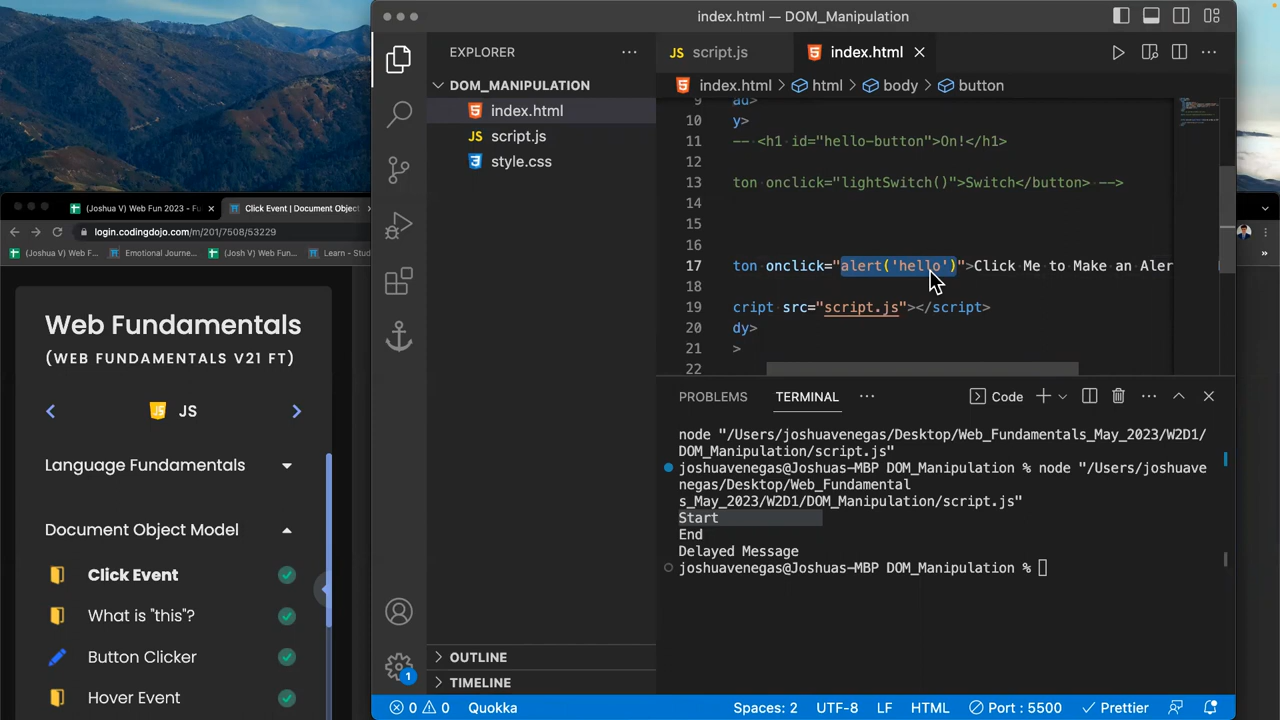 index.html — DOM_Manipulation
EXPLORER
JS script.js
index.html
DOM_MANIPULATION
index.html > html > body > button
index.html
JS script.js
style.css
9 ad>
10 y>
11 -- <h1 id="hello-button">On!</h1>
12
13 ton onclick="lightSwitch()">Switch</button> -->
14
15
16
17 ton onclick="alert('hello')">Click Me to Make an Aler
18
19 cript src="script.js"></script>
20 dy>
21 >
22
PROBLEMS TERMINAL
Code
node "/Users/joshuavenegas/Desktop/Web_Fundamentals_May_2023/W2D1/
DOM_Manipulation/script.js"
joshuavenegas@Joshuas-MBP DOM_Manipulation % node "/Users/joshuave
negas/Desktop/Web_Fundamental
s_May_2023/W2D1/DOM_Manipulation/script.js"
Start
End
Delayed Message
joshuavenegas@Joshuas-MBP DOM_Manipulation %
OUTLINE
TIMELINE
1
0 0 Quokka Spaces: 2 UTF-8 LF HTML Port : 5500 Prettier
(Joshua V) Web Fun 2023 - Fu
Click Event | Document Object
login.codingdojo.com/m/201/7508/53229
(Joshua V) Web Fun... Emotional Journe... (Josh V) Web Fun... Learn - Stud
Web Fundamentals
(WEB FUNDAMENTALS V21 FT)
JS JS
Language Fundamentals
Document Object Model
Click Event
What is "this"?
Button Clicker
Hover Event